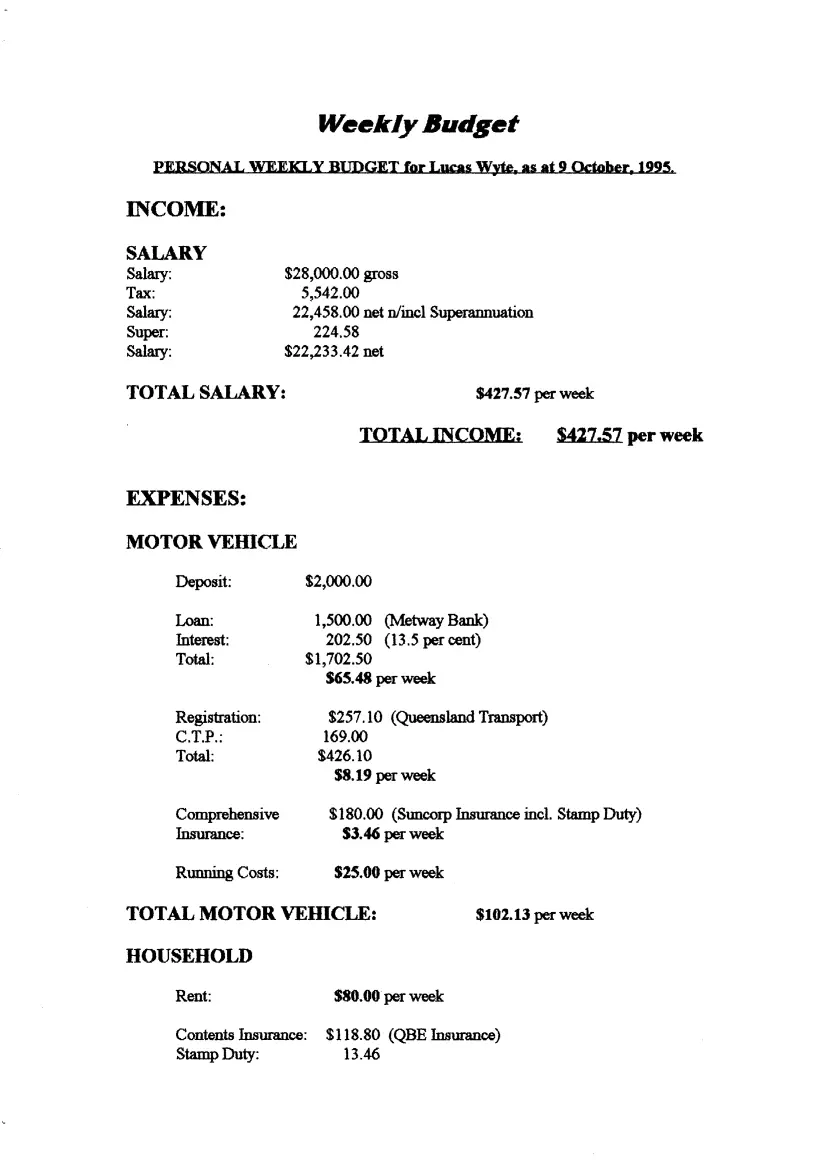 Weekly Budget
PERSONAL WEEKLY BUDGET for Lucas Wyte, as at 9 October, 1995.
INCOME:
SALARY
Salary: $28,000.00 gross
Tax: 5,542.00
Salary: 22,458.00 net n/incl Superannuation
Super: 224.58
Salary: $22,233.42 net
TOTAL SALARY: $427.57 per week
TOTAL INCOME: $427.57 per week
EXPENSES:
MOTOR VEHICLE
Deposit: $2,000.00
Loan: 1,500.00 (Metway Bank)
Interest: 202.50 (13.5 per cent)
Total: $1,702.50
$65.48 per week
Registration: $257.10 (Queensland Transport)
C.T.P.: 169.00
Total: $426.10
$8.19 per week
Comprehensive $180.00 (Suncorp Insurance incl. Stamp Duty)
Insurance: $3.46 per week
Running Costs: $25.00 per week
TOTAL MOTOR VEHICLE: $102.13 per week
HOUSEHOLD
Rent: $80.00 per week
Contents Insurance: $118.80 (QBE Insurance)
Stamp Duty: 13.46